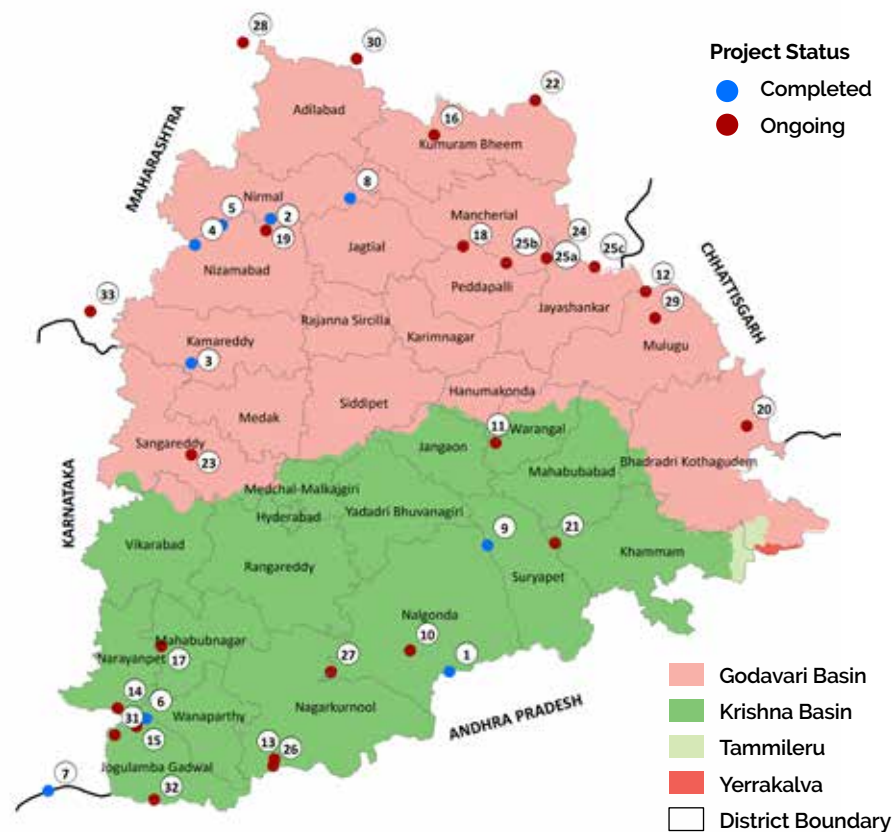 28
30
Project Status
Completed
Ongoing
22
Adilabad
16
Kumuram Bheem
MAHARASHTRA
8
Nirmal
5
2
4
19
Mancherial
24
18
25b
25a
25c
Jagtial
Nizamabad
Peddapalli
12
CHHATTISGARH
33
29
Jayashankar
Rajanna Sircilla
Kamareddy
Karimnagar
Mulugu
3
Hanumakonda
Siddipet
Medak
20
11
Warangal
Sangareddy
Jangaon
23
Mahabubabad
Bhadradri Kothagudem
KARNATAKA
Medchal-Malkajgiri
Yadadri Bhuvanagiri
Hyderabad
9
21
Vikarabad
Khammam
Rangareddy
Suryapet
Nalgonda
10
Mahabubnagar
Narayanpet
17
27
1
14
6
Nagarkurnool
Godavari Basin
31
Wanaparthy
15
ANDHRA PRADESH
Krishna Basin
13
26
Jogulamba Gadwal
Tammileru
7
32
Yerrakalva
District Boundary